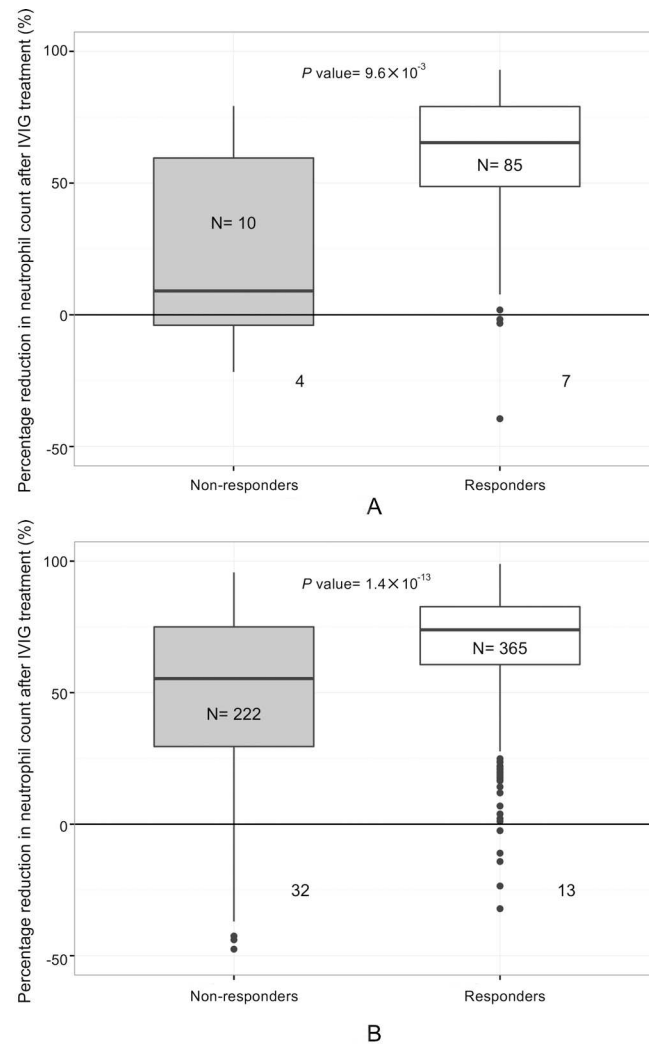 Percentage reduction in neutrophil count after IVIG treatment (%)
100
50
0
-50
P value= 9.6×10⁻³
N= 10
N= 85
4
7
Non-responders
Responders
A
Percentage reduction in neutrophil count after IVIG treatment (%)
100
50
0
-50
P value= 1.4×10⁻¹³
N= 222
N= 365
32
13
Non-responders
Responders
B